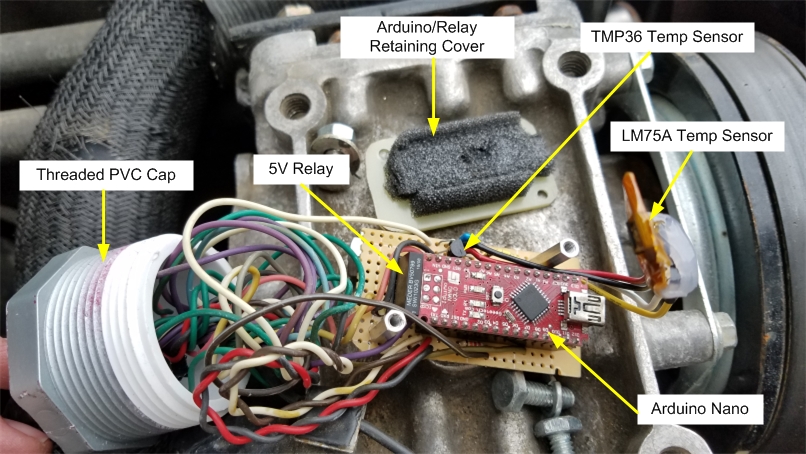 Arduino/Relay
Retaining Cover
TMP36 Temp Sensor
LM75A Temp Sensor
5V Relay
Threaded PVC Cap
Arduino Nano